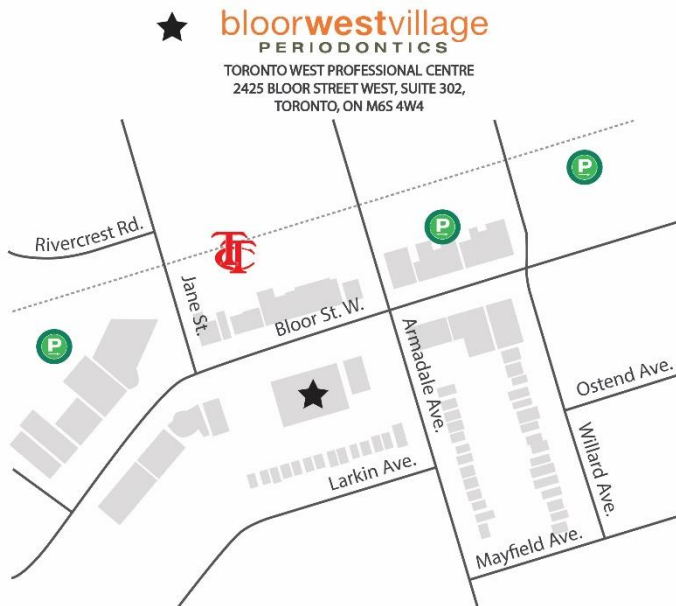 bloorwestvillage
PERIODONTICS
TORONTO WEST PROFESSIONAL CENTRE
2425 BLOOR STREET WEST, SUITE 302,
TORONTO, ON M6S 4W4
P
P
Rivercrest Rd.
TTC
Jane St.
Bloor St. W.
P
Armadale Ave.
Ostend Ave.
Willard Ave.
Larkin Ave.
Mayfield Ave.